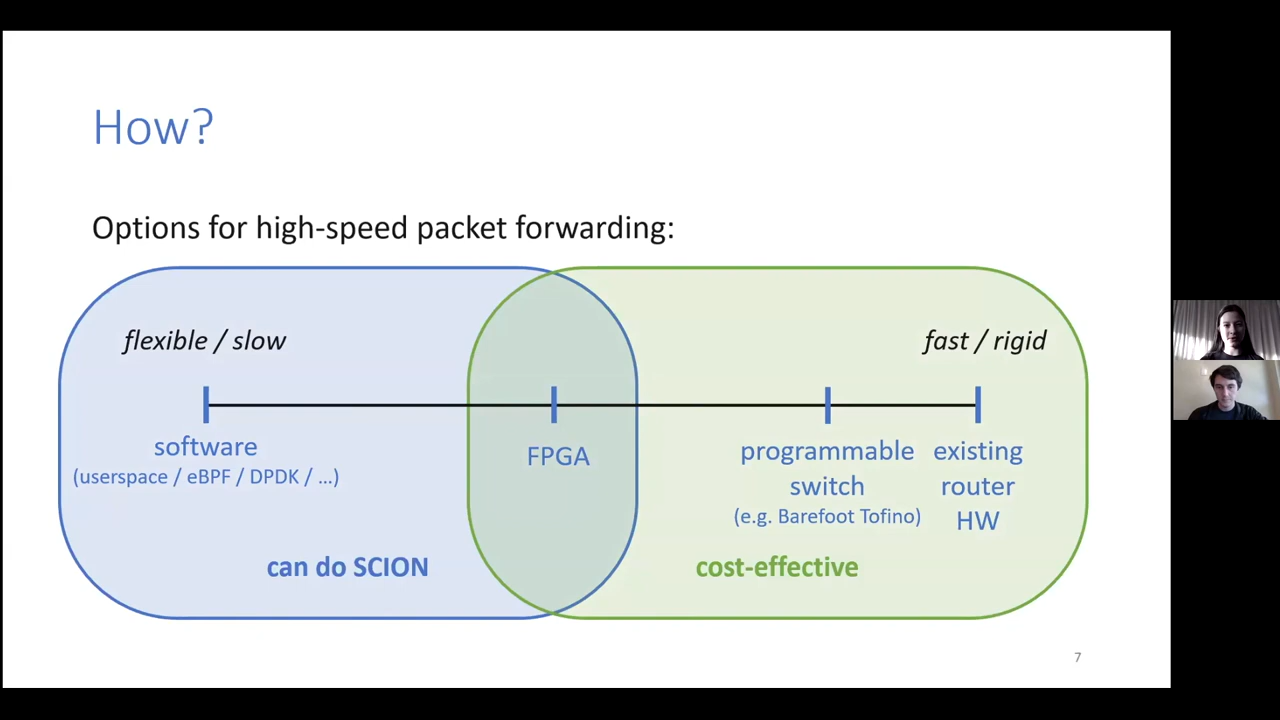 How?
Options for high-speed packet forwarding:
flexible / slow
fast / rigid
software
(userspace / eBPF / DPDK / ...)
FPGA
programmable
switch
(e.g. Barefoot Tofino)
existing
router
HW
can do SCION
cost-effective
7